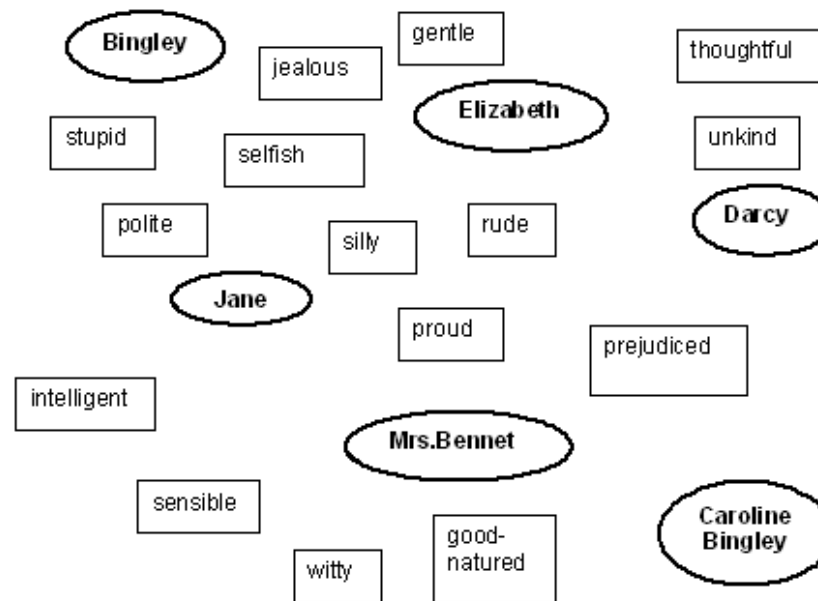 gentle
Bingley
thoughtful
jealous
Elizabeth
stupid
unkind
selfish
Darcy
polite
rude
silly
Jane
proud
prejudiced
intelligent
Mrs.Bennet
sensible
Caroline
Bingley
good-
natured
witty